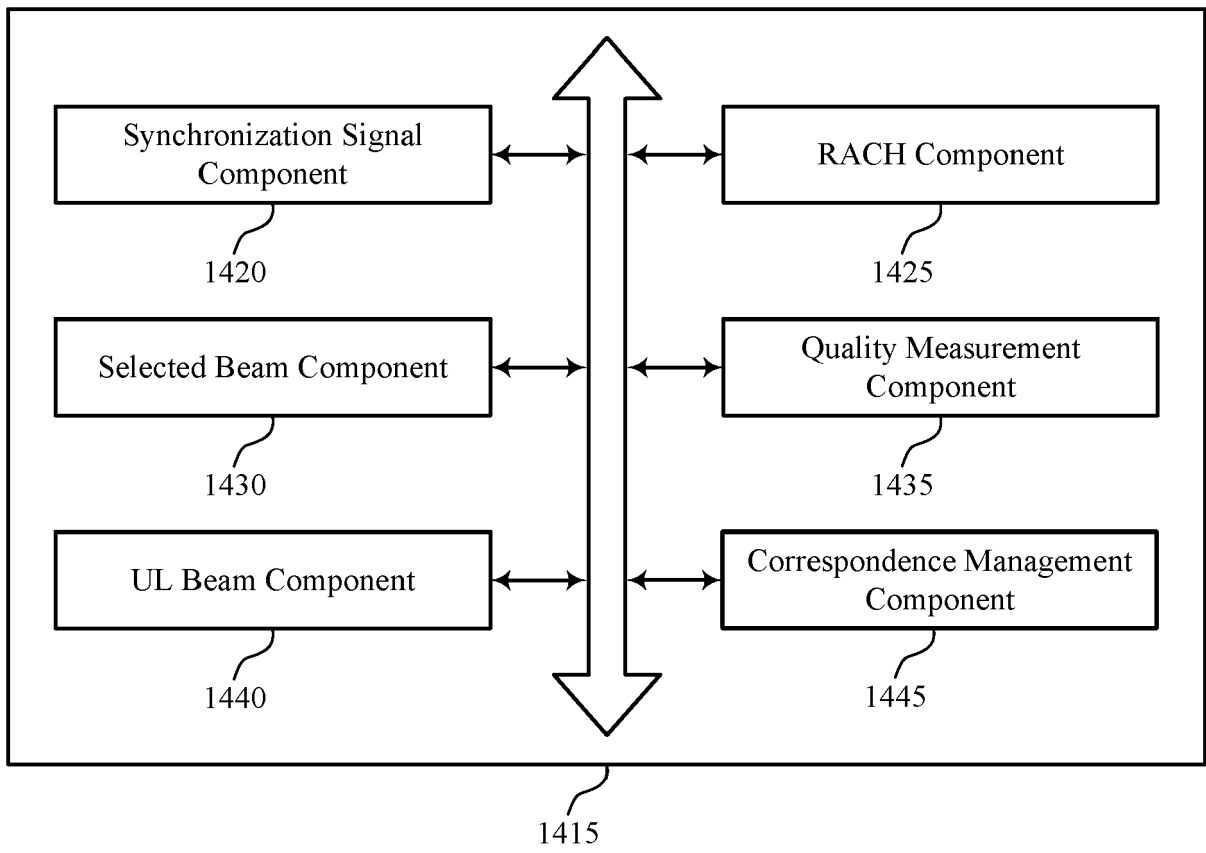 Synchronization Signal
Component
1420
RACH Component
1425
Selected Beam Component
1430
Quality Measurement
Component
1435
UL Beam Component
1440
Correspondence Management
Component
1445
1415